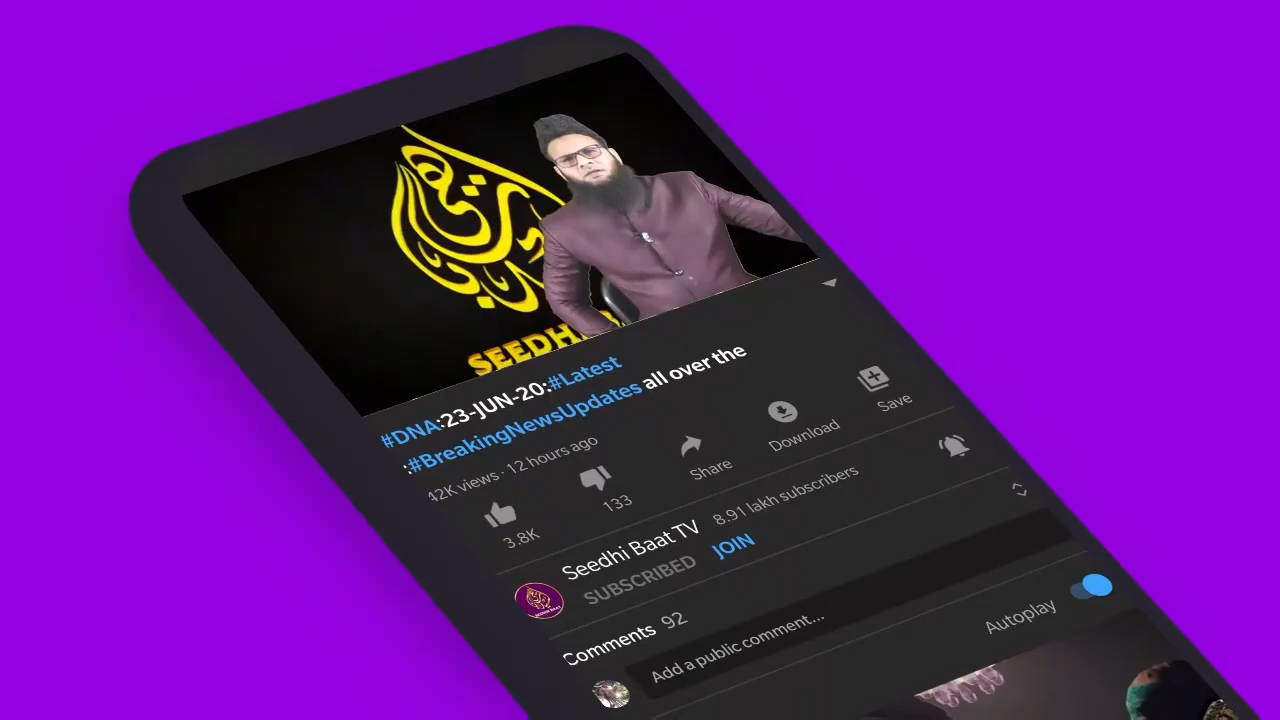 SEEDHI
#DNA:23-JUN-20:#Latest
:#BreakingNewsUpdates all over the
42K views · 12 hours ago
3.8K
133
Share
Download
Save
Seedhi Baat TV 8.91 lakh subscribers
SUBSCRIBED JOIN
Comments 92
Add a public comment...
Autoplay